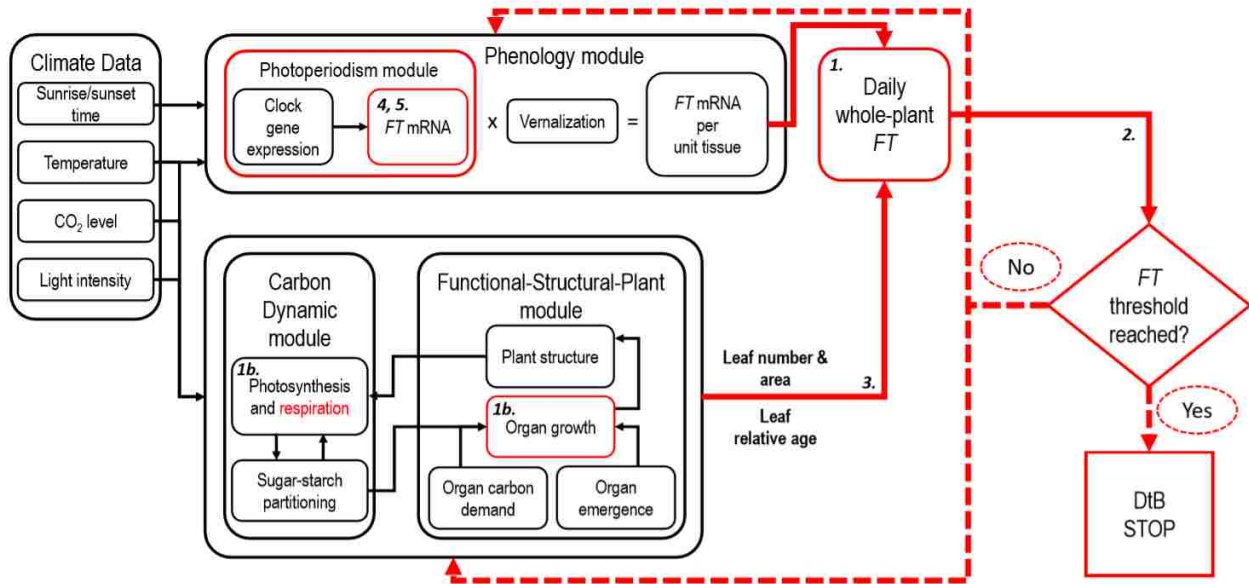 Climate Data
Sunrise/sunset
time
Temperature
CO₂ level
Light intensity
Phenology module
Photoperiodism module
Clock
gene
expression
4, 5.
FT mRNA
x
Vernalization
=
FT mRNA
per
unit tissue
1.
Daily
whole-plant
FT
2.
No
FT
threshold
reached?
Yes
DtB
STOP
Carbon
Dynamic
module
1b.
Photosynthesis
and respiration
Sugar-starch
partitioning
Functional-Structural-Plant
module
Plant structure
1b.
Organ growth
Organ carbon
demand
Organ
emergence
Leaf number &
area
3.
Leaf
relative age